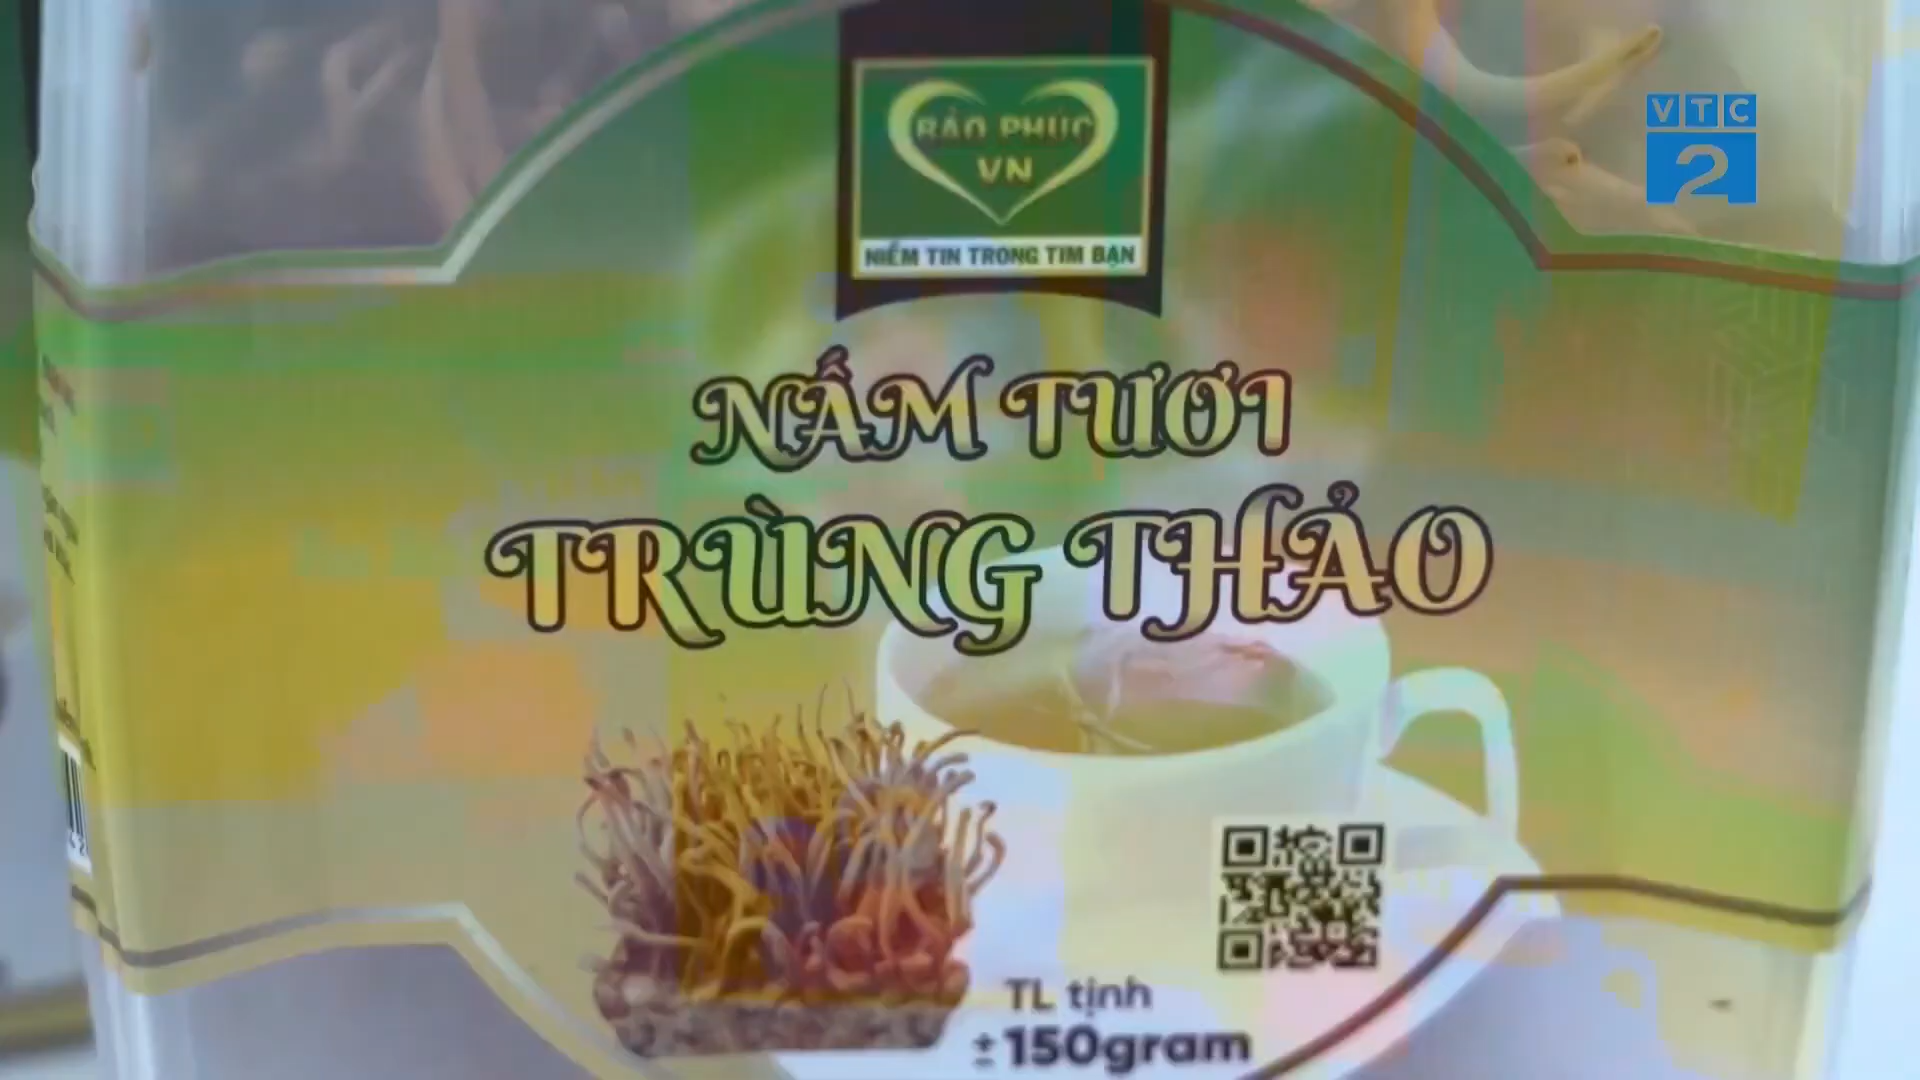 BẢO PHÚC
VN
VTC
2
NIỀM TIN TRONG TIM BẠN
NẤM TƯƠI
TRÙNG THẢO
TL tịnh
± 150gram